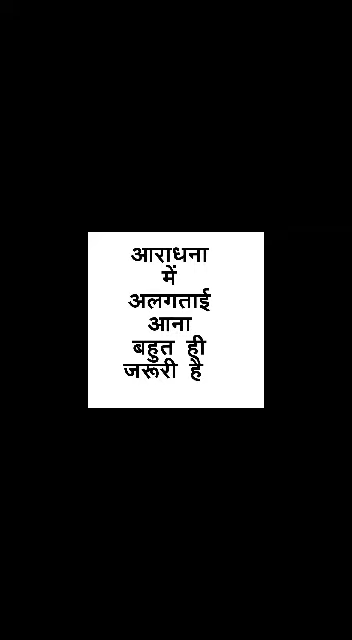 आराधना
में
अलगताई
आना
बहुत ही
जरूरी है